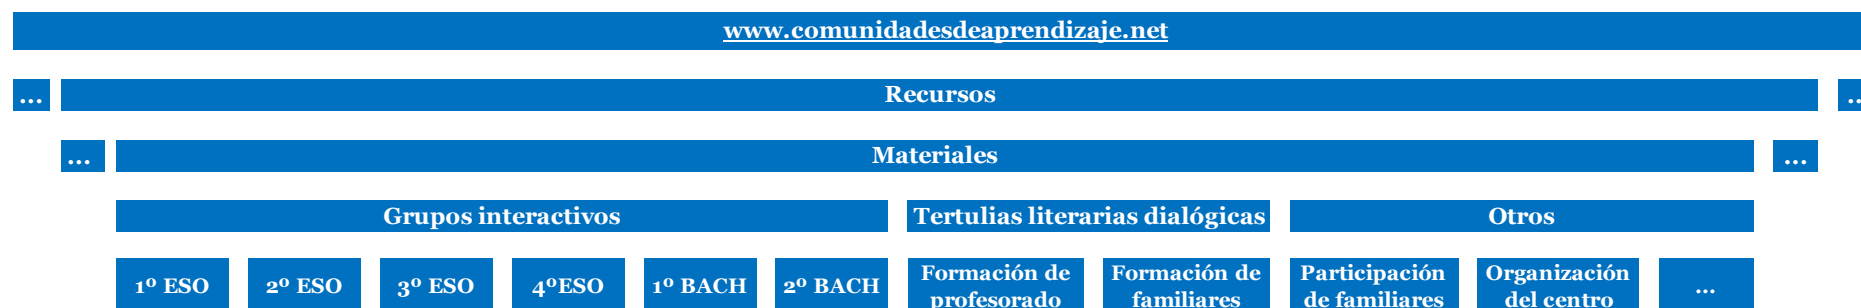 www.comunidadesdeaprendizaje.net
... Recursos ..
... Materiales ...
Grupos interactivos Tertulias literarias dialógicas Otros
1º ESO 2º ESO 3º ESO 4ºESO 1º BACH 2º BACH Formación de profesorado Formación de familiares Participación de familiares Organización del centro ...